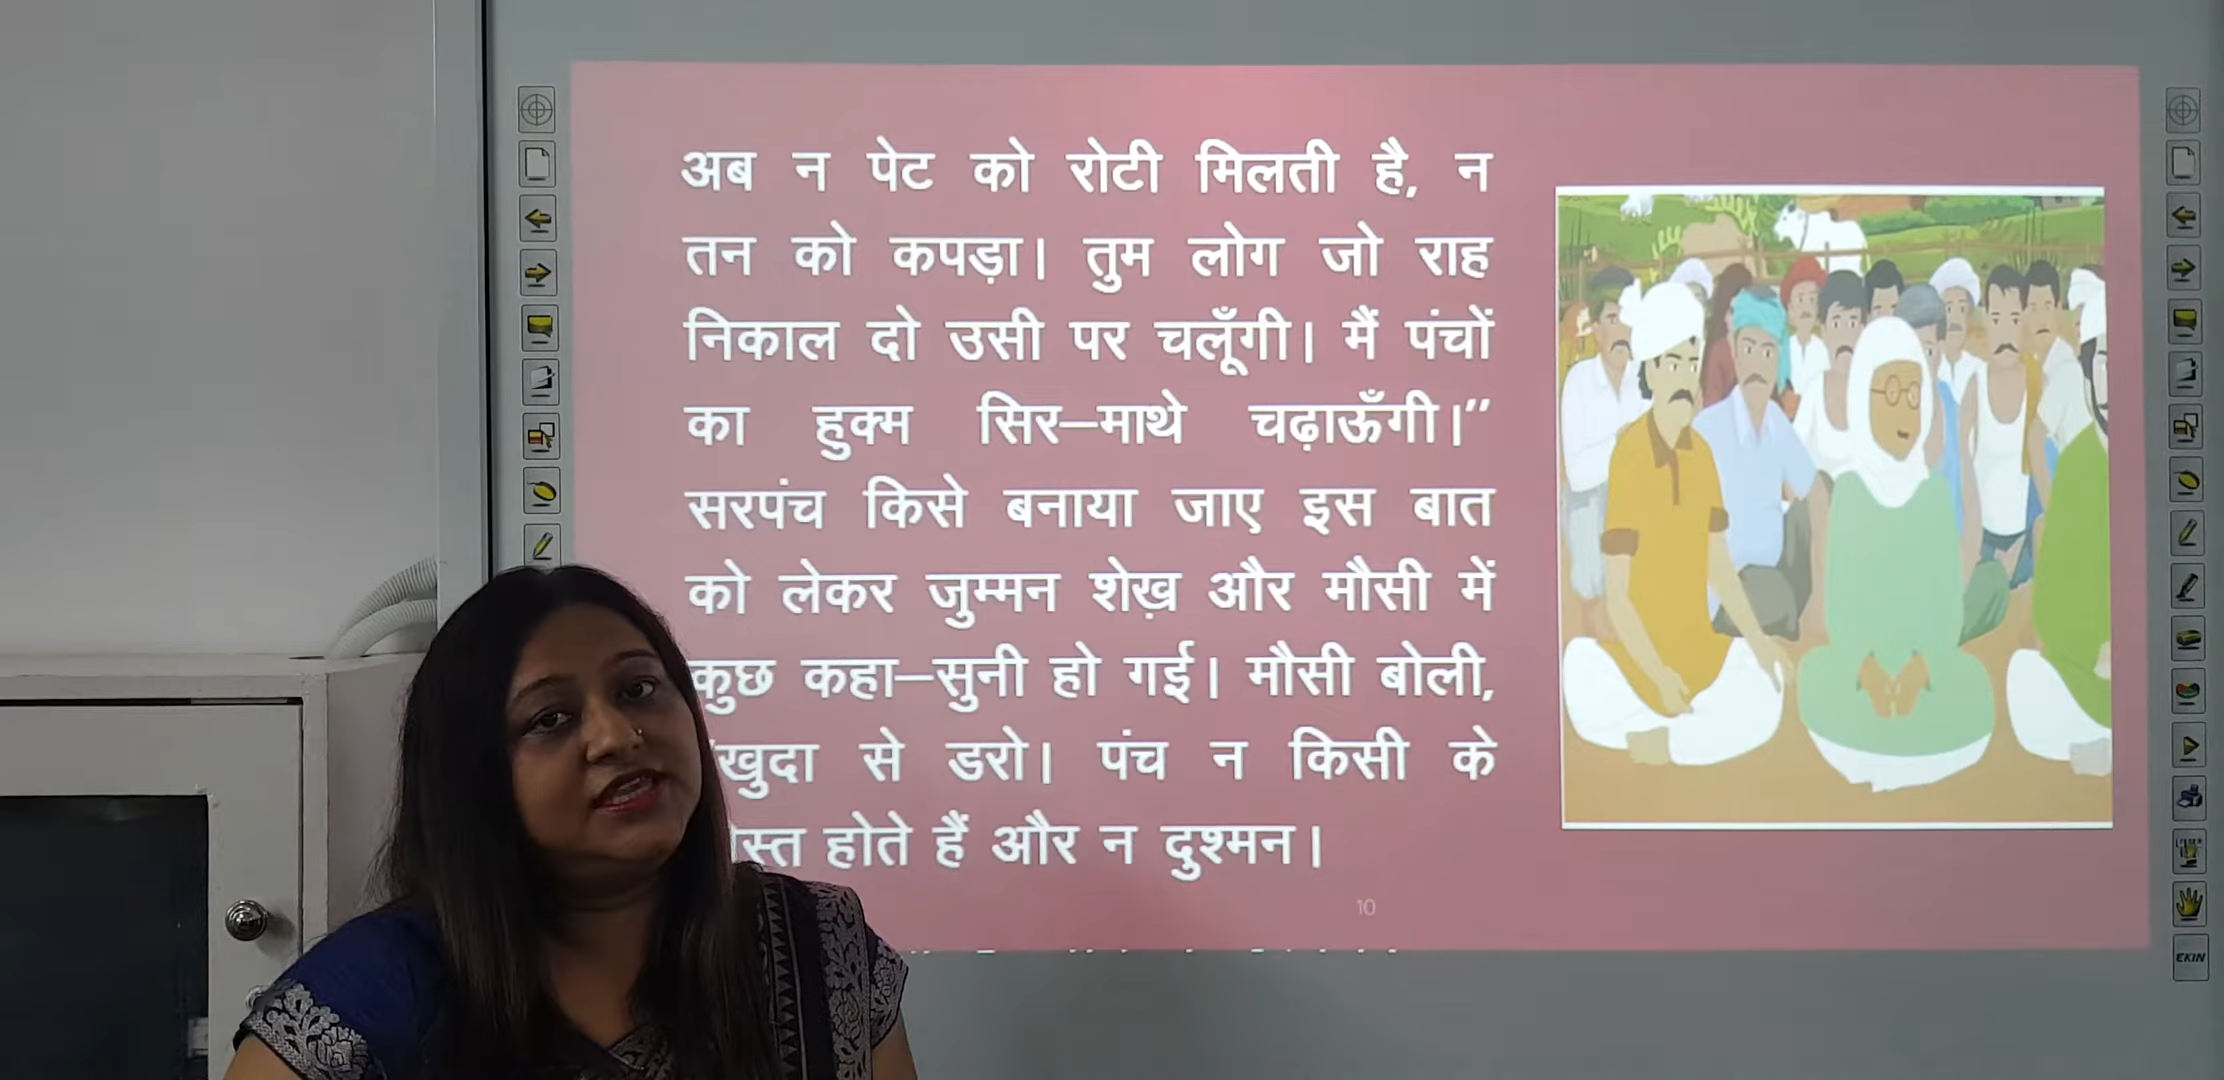 अब न पेट को रोटी मिलती है, न
तन को कपड़ा। तुम लोग जो राह
निकाल दो उसी पर चलूँगी। मैं पंचों
का हुक्म सिर–माथे चढ़ाऊँगी।”
सरपंच किसे बनाया जाए इस बात
को लेकर जुम्मन शेख़ और मौसी में
कुछ कहा–सुनी हो गई। मौसी बोली,
खुदा से डरो। पंच न किसी के
होते हैं और न दुश्मन।
10
EKIN